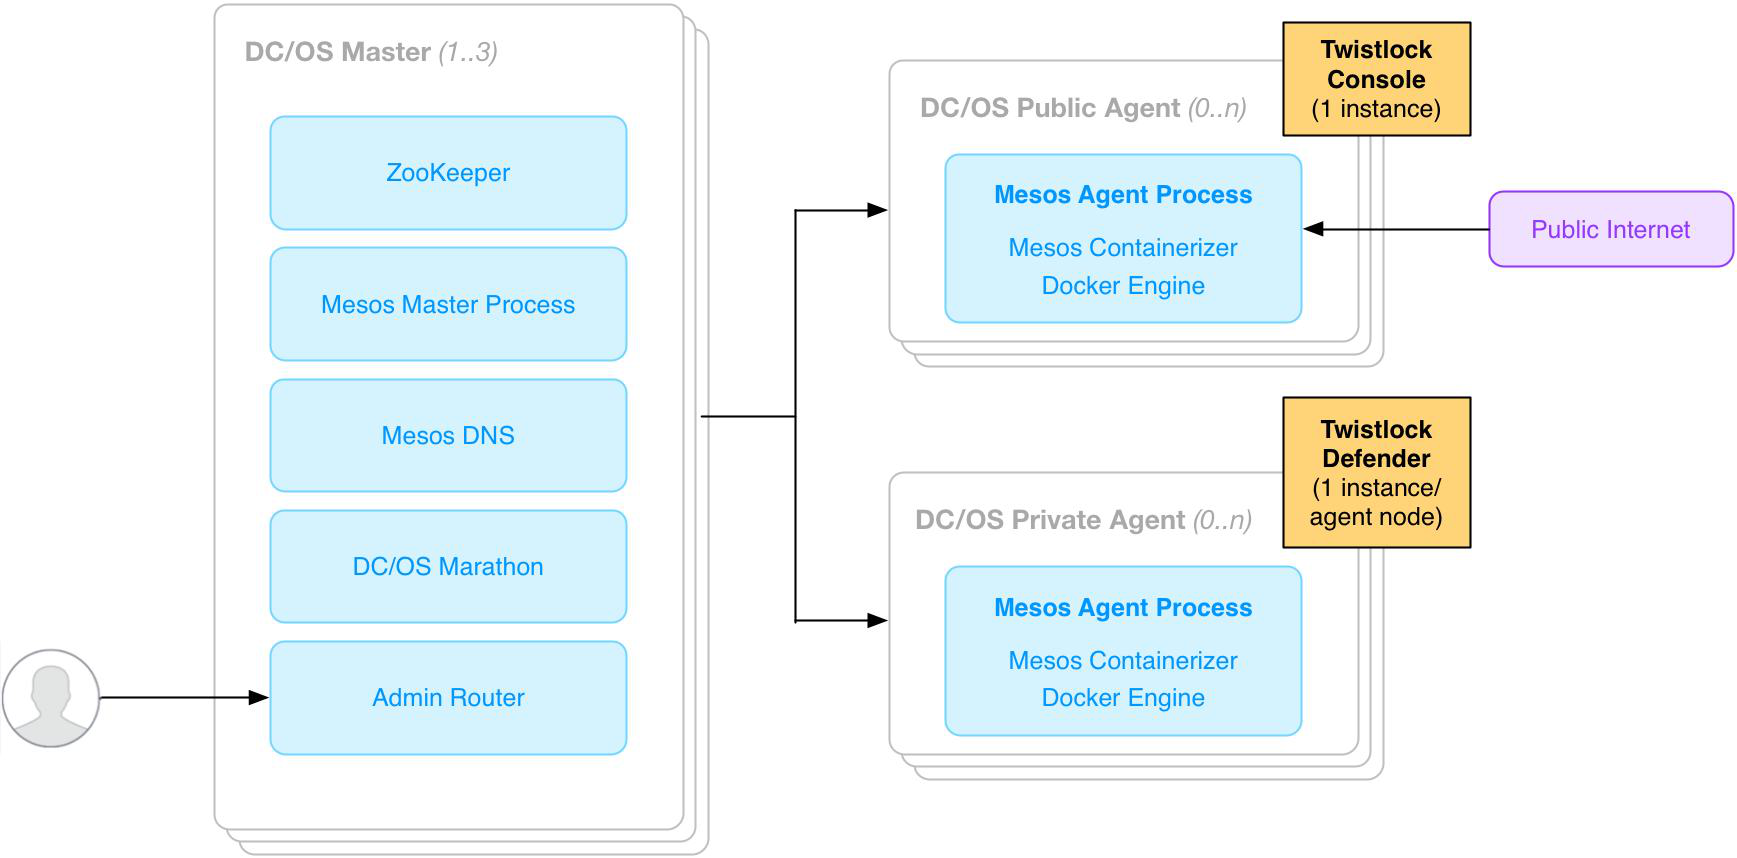 DC/OS Master (1..3)
ZooKeeper
Mesos Master Process
Mesos DNS
DC/OS Marathon
Admin Router
DC/OS Public Agent (0..n)
Twistlock
Console
(1 instance)
Mesos Agent Process
Mesos Containerizer
Docker Engine
Public Internet
DC/OS Private Agent (0..n)
Twistlock
Defender
(1 instance/
agent node)
Mesos Agent Process
Mesos Containerizer
Docker Engine